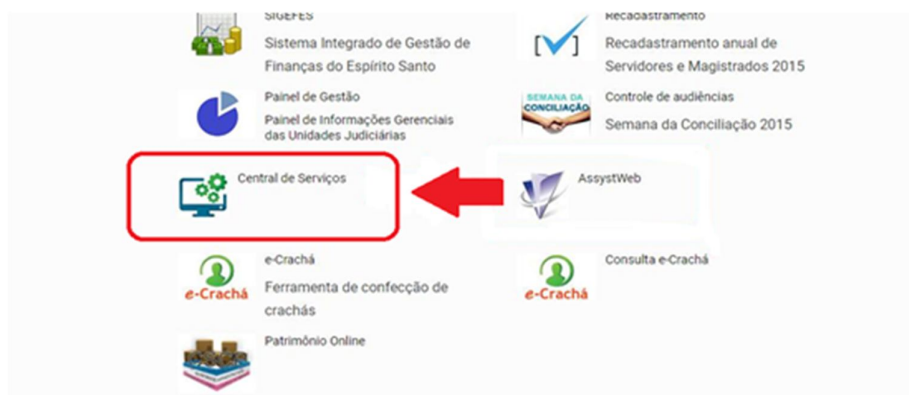 SIGEFES
Sistema Integrado de Gestão de
Finanças do Espírito Santo
Recadastramento
Recadastramento anual de
Servidores e Magistrados 2015
Painel de Gestão
Painel de Informações Gerenciais
das Unidades Judiciárias
SEMANA DA
CONCILIAÇÃO
Controle de audiências
Semana da Conciliação 2015
Central de Serviços
AssystWeb
e-Crachá
e-Crachá
Ferramenta de confecção de
crachás
e-Crachá
Consulta e-Crachá
Patrimônio Online